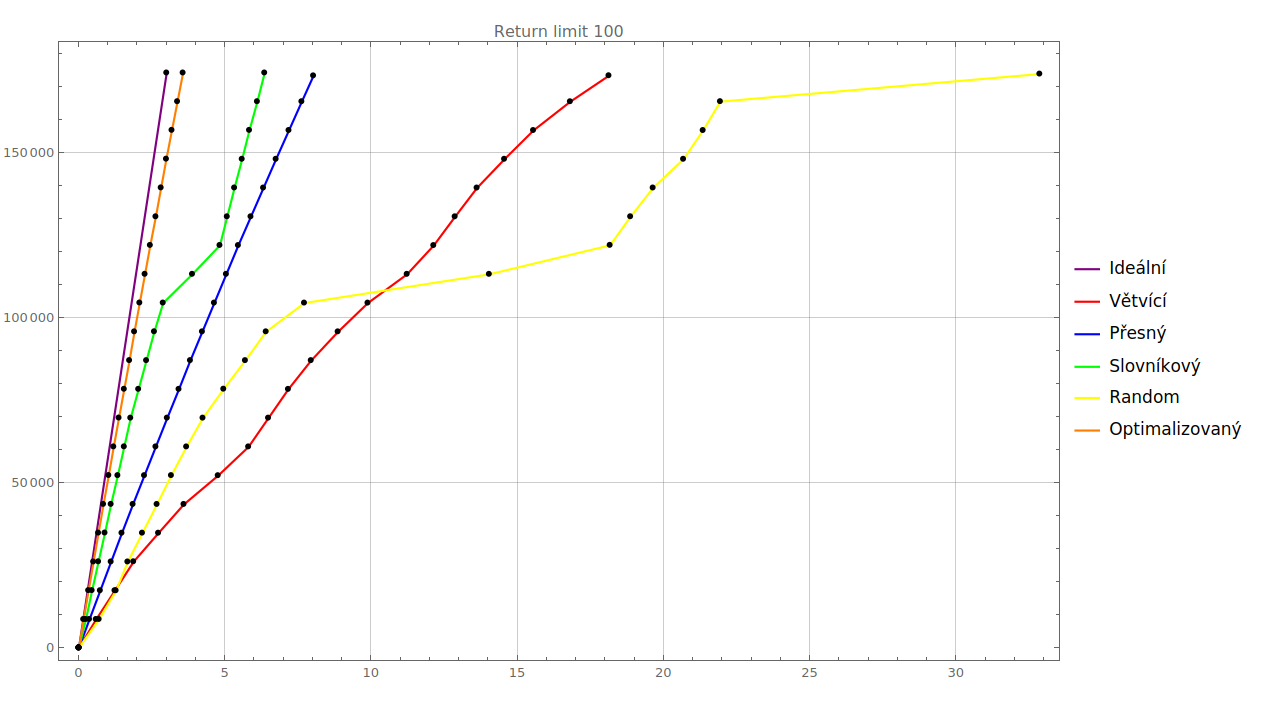 Return limit 100
150 000
100 000
50 000
0
0 5 10 15 20 25 30
Ideální
Větvící
Přesný
Slovníkový
Random
Optimalizovaný